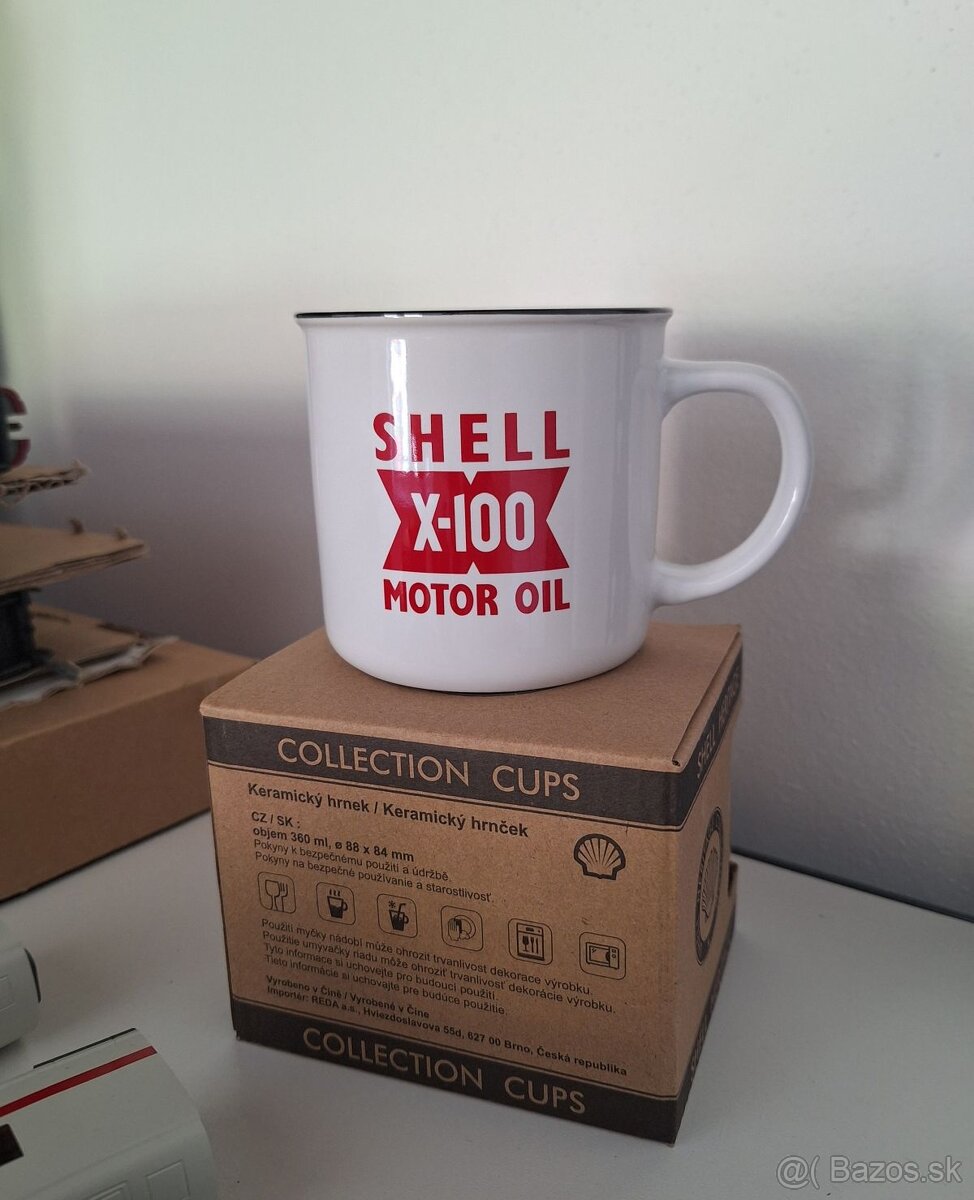 SHELL
X-100
MOTOR OIL
COLLECTION CUPS
Keramický hrnek / Keramický hrnček
CZ / SK :
objem 360 ml, ø 88 x 84 mm
Pokyny k bezpečnému použití a údržbě.
Pokyny na bezpečné používanie a starostlivosť.
Použití myčky nádobí může ohrozit trvanlivost dekorace výrobku.
Použitie umyvačky riadu môže ohroziť trvanlivosť dekorácie výrobku.
Tyto informace si uchovejte pro budoucí použití.
Tieto informácie si uchovajte pre budúce použitie.
Vyrobeno v Číně / Vyrobené v Číne
Importér: REDA a.s., Hviezdoslavova 55d, 627 00 Brno, Česká republika
COLLECTION CUPS
@( Bazos.sk